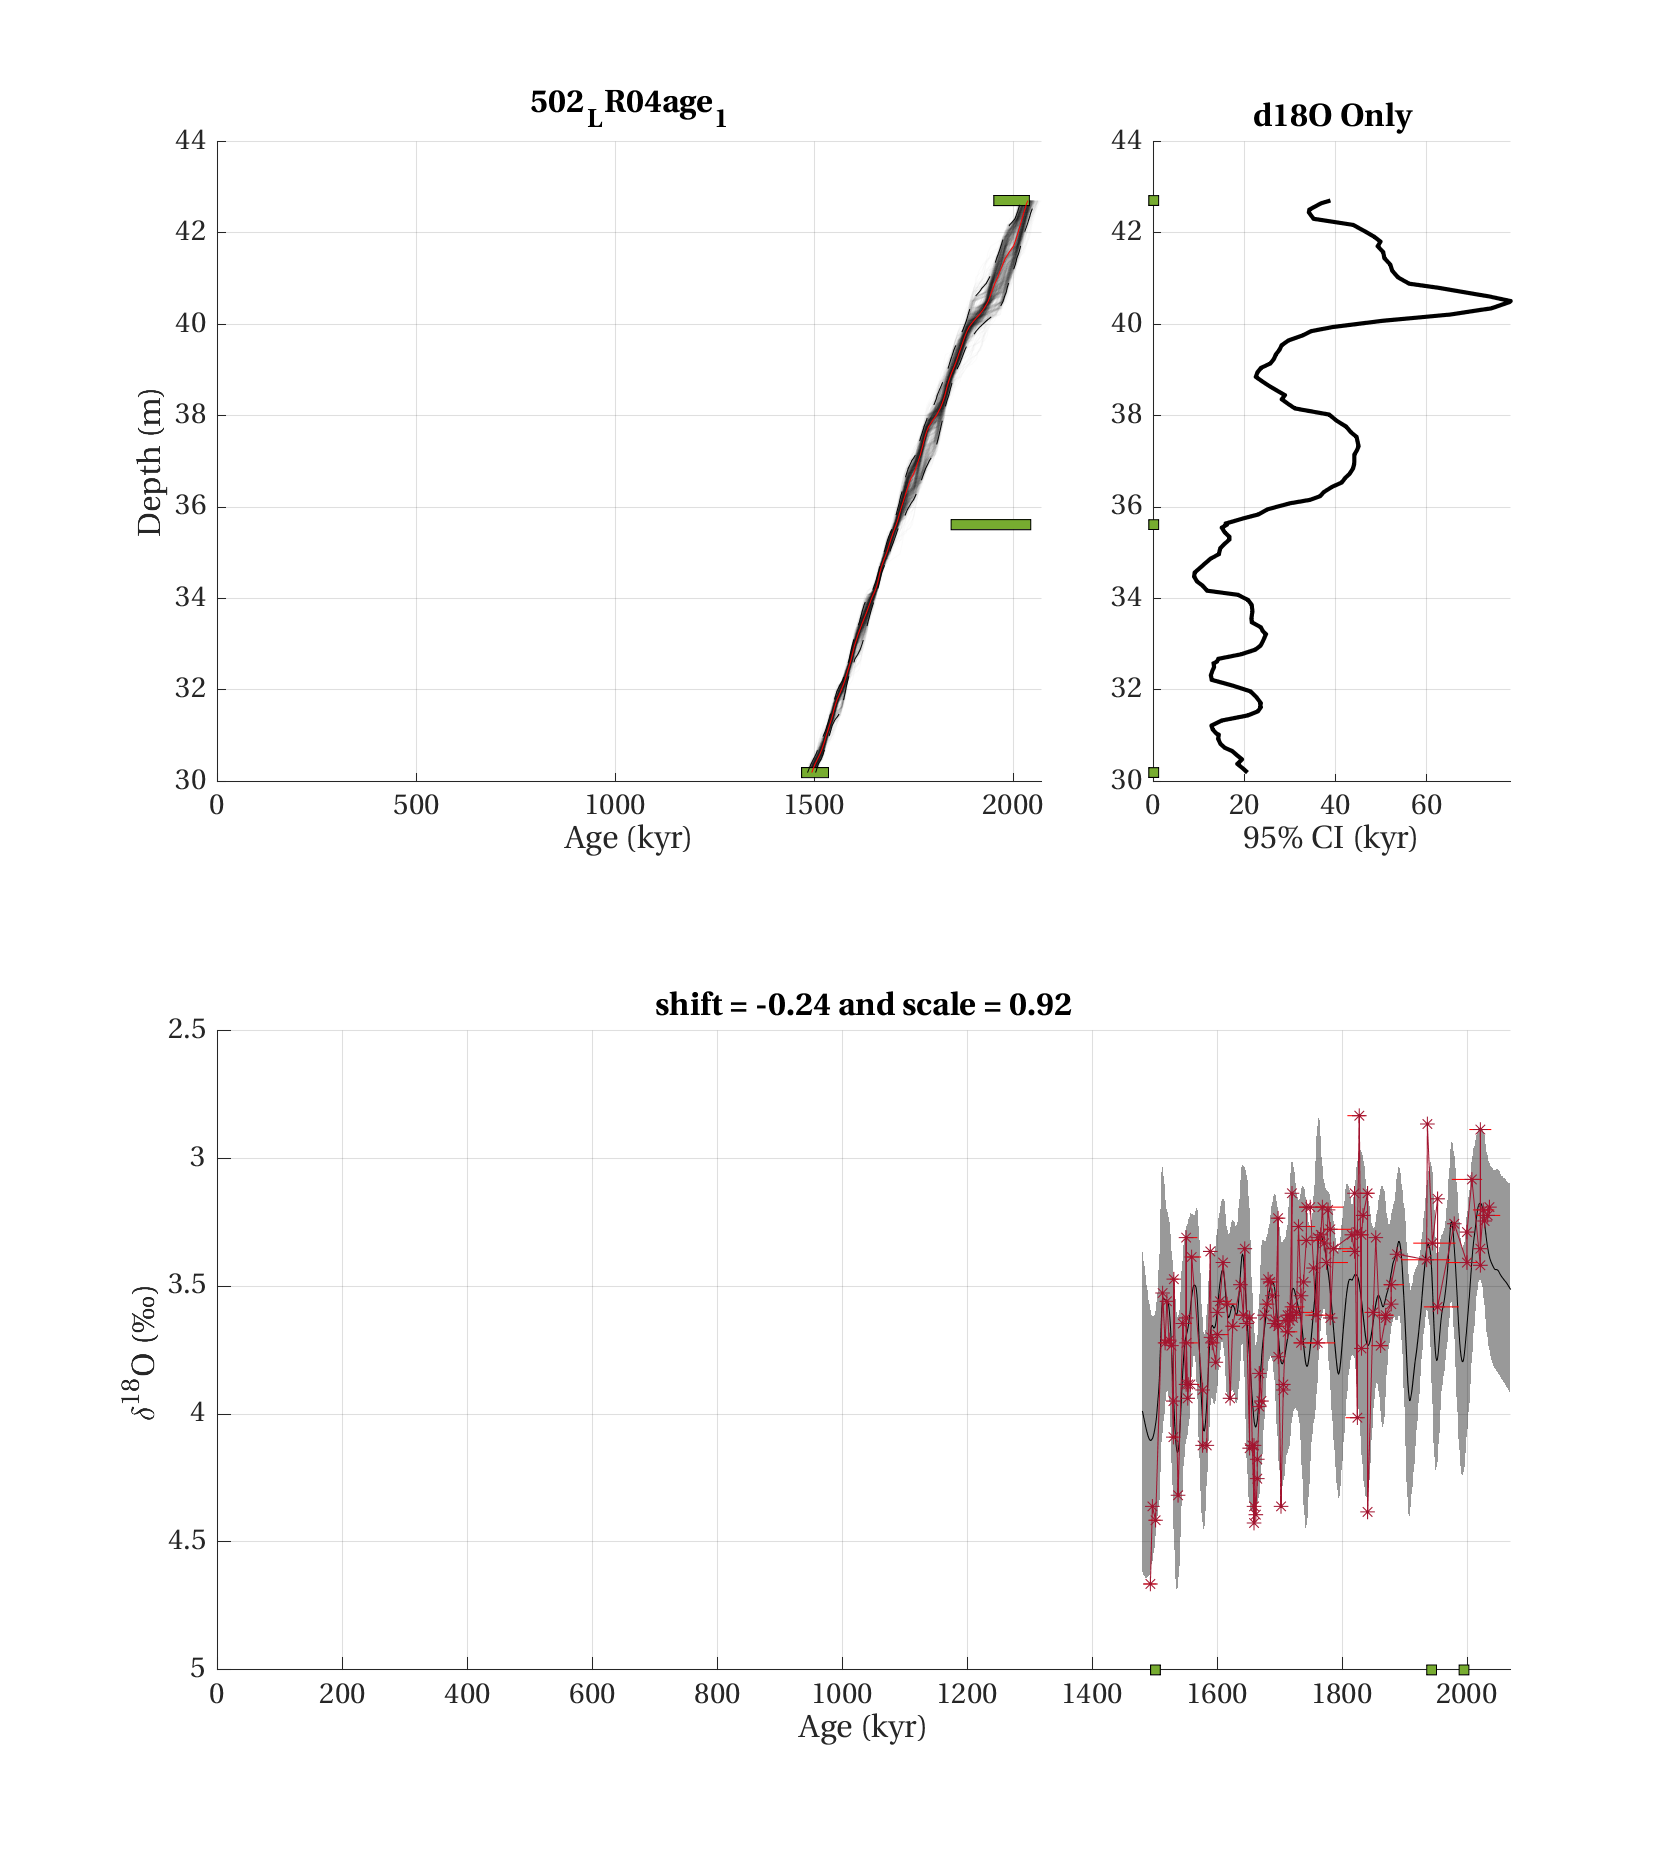 502LR04age1
d18O Only
44
42
40
38
36
34
32
30
Depth (m)
0 500 1000 1500 2000
Age (kyr)
44
42
40
38
36
34
32
30
0 20 40 60
95% CI (kyr)
shift = -0.24 and scale = 0.92
2.5
3
3.5
4
4.5
5
δ18O (‰)
0 200 400 600 800 1000 1200 1400 1600 1800 2000
Age (kyr)